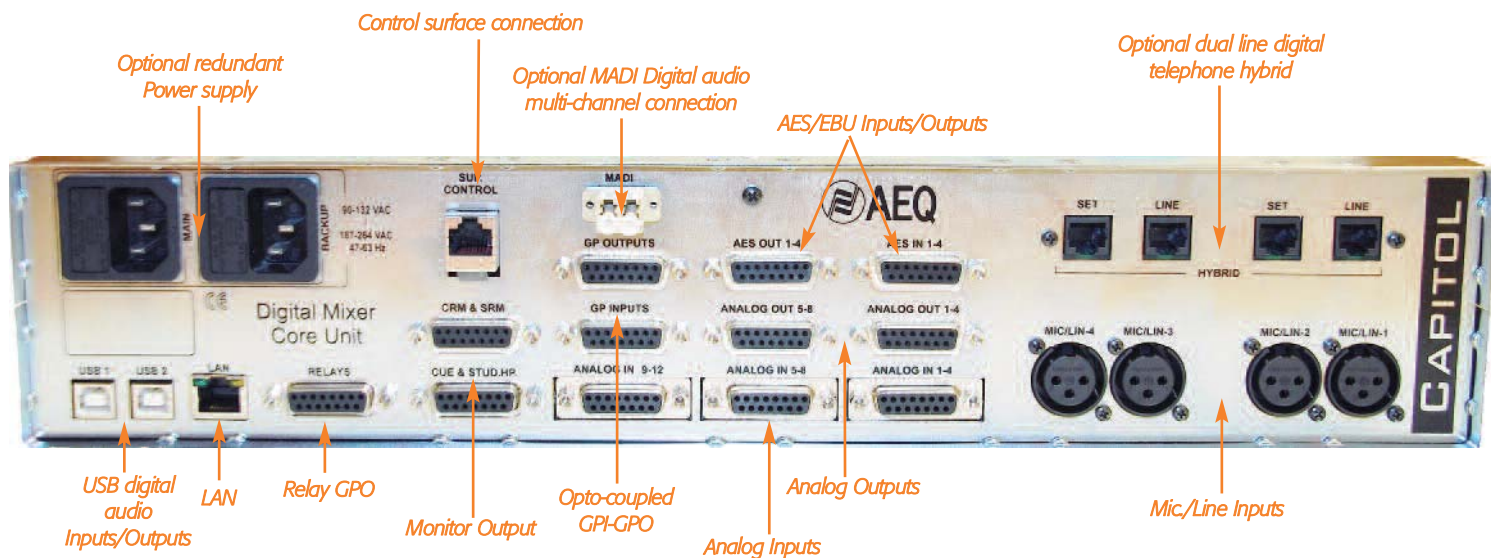 Control surface connection
Optional redundant
Power supply
Optional MADI Digital audio
multi-channel connection
AES/EBU Inputs/Outputs
Optional dual line digital
telephone hybrid
MAIN
BACKUP
90-132 VAC
187-264 VAC
47-63 Hz
SUR.
CONTROL
MADI
AEQ
SET
LINE
SET
LINE
HYBRID
GP OUTPUTS
AES OUT 1-4
AES IN 1-4
CE
Digital Mixer
Core Unit
CRM & SRM
GP INPUTS
ANALOG OUT 5-8
ANALOG OUT 1-4
MIC/LIN-4
MIC/LIN-3
MIC/LIN-2
MIC/LIN-1
CAPITOL
USB 1
USB 2
LAN
RELAYS
CUE & STUD.HP.
ANALOG IN 9-12
ANALOG IN 5-8
ANALOG IN 1-4
USB digital
audio
Inputs/Outputs
LAN
Relay GPO
Monitor Output
Opto-coupled
GPI-GPO
Analog Inputs
Analog Outputs
Mic./Line Inputs